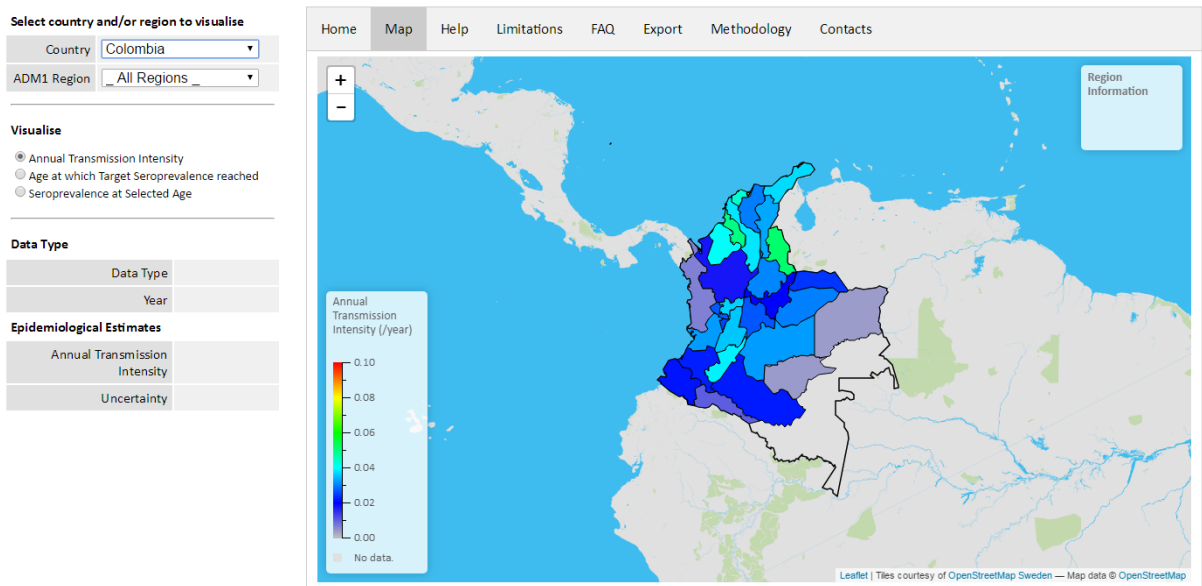 Select country and/or region to visualise
Country Colombia
ADM1 Region _ All Regions _
Visualise
Annual Transmission Intensity
Age at which Target Seroprevalence reached
Seroprevalence at Selected Age
Data Type
Data Type
Year
Epidemiological Estimates
Annual Transmission
Intensity
Uncertainty
Home Map Help Limitations FAQ Export Methodology Contacts
+
−
Region
Information
Annual
Transmission
Intensity (/year)
0.10
0.08
0.06
0.04
0.02
0.00
No data.
Leaflet | Tiles courtesy of OpenStreetMap Sweden — Map data © OpenStreetMap